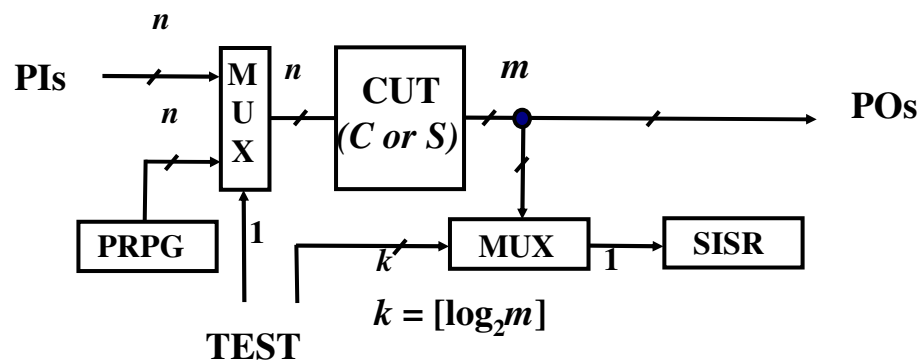 n
PIs
n
M
U
X
n
CUT
(C or S)
m
POs
PRPG
1
k
MUX
1
SISR
TEST
k = [log₂m]